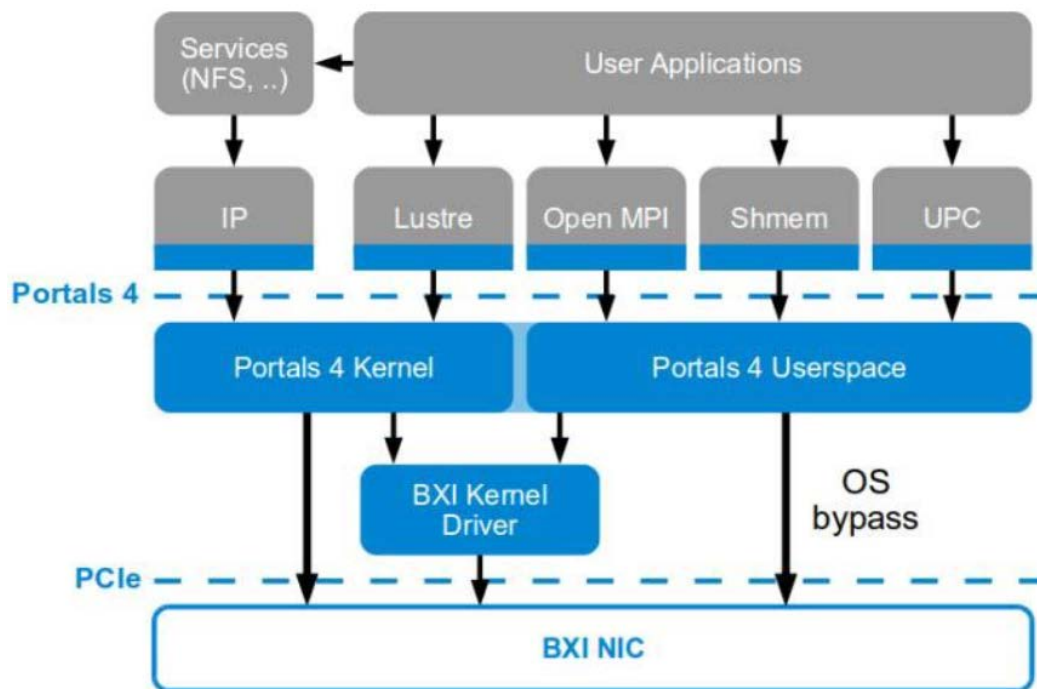 Services
(NFS, ..)
User Applications
IP
Lustre
Open MPI
Shmem
UPC
Portals 4
Portals 4 Kernel
Portals 4 Userspace
BXI Kernel
Driver
OS
bypass
PCIe
BXI NIC